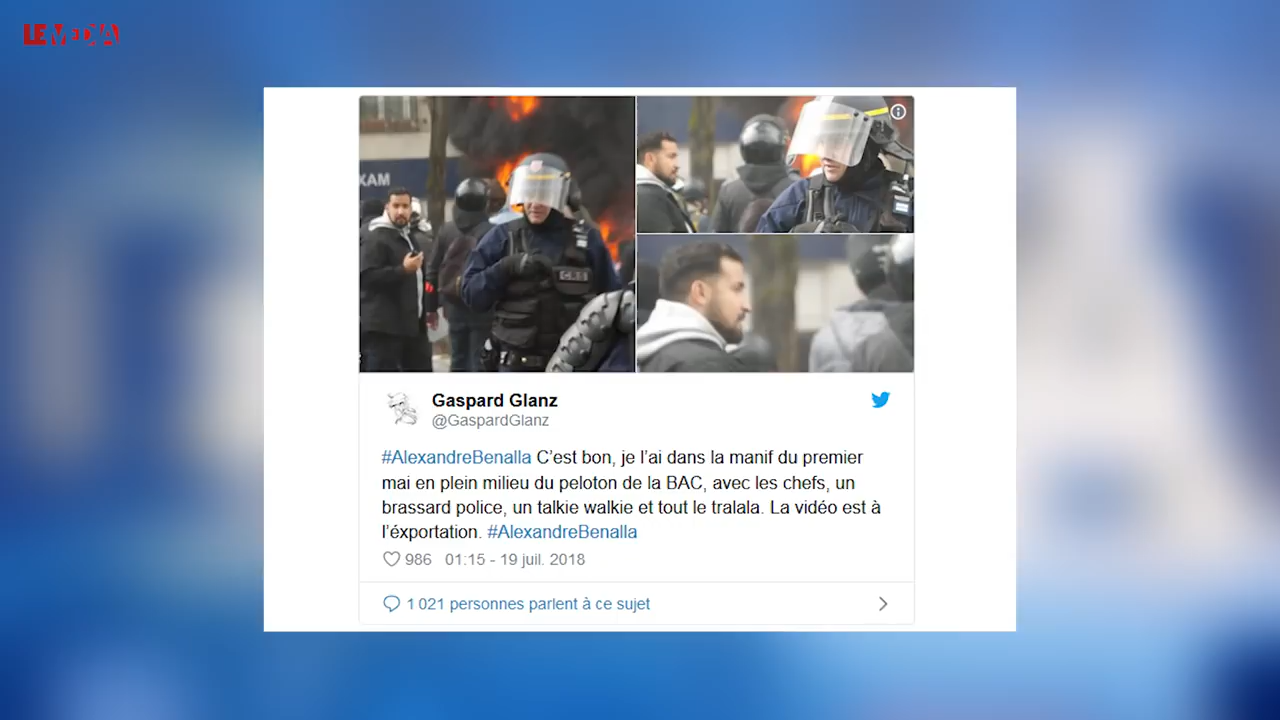 LE MEDIA
KAM
C.R.S
Gaspard Glanz
@GaspardGlanz
#AlexandreBenalla C’est bon, je l’ai dans la manif du premier
mai en plein milieu du peloton de la BAC, avec les chefs, un
brassard police, un talkie walkie et tout le tralala. La vidéo est à
l’éxportation. #AlexandreBenalla
986 01:15 - 19 juil. 2018
1 021 personnes parlent à ce sujet